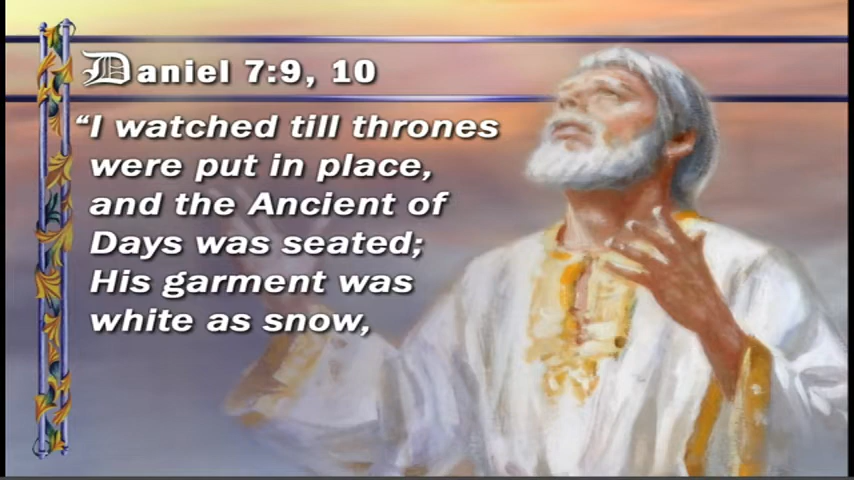 Daniel 7:9, 10
“I watched till thrones
were put in place,
and the Ancient of
Days was seated;
His garment was
white as snow,